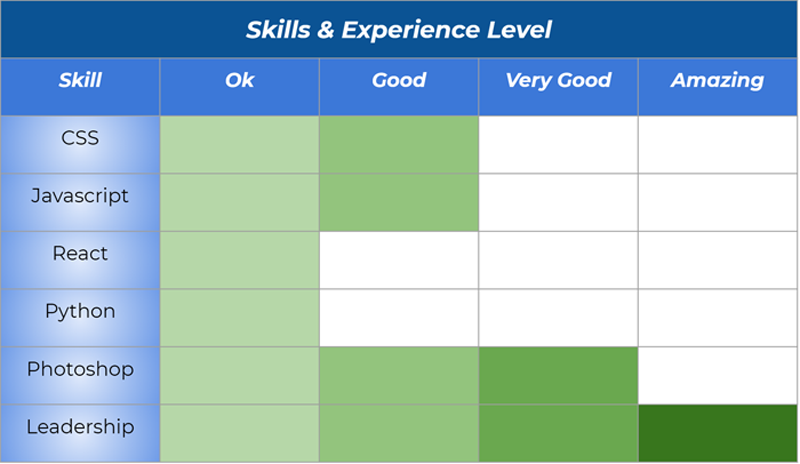 Skills & Experience Level
Skill Ok Good Very Good Amazing
CSS
Javascript
React
Python
Photoshop
Leadership